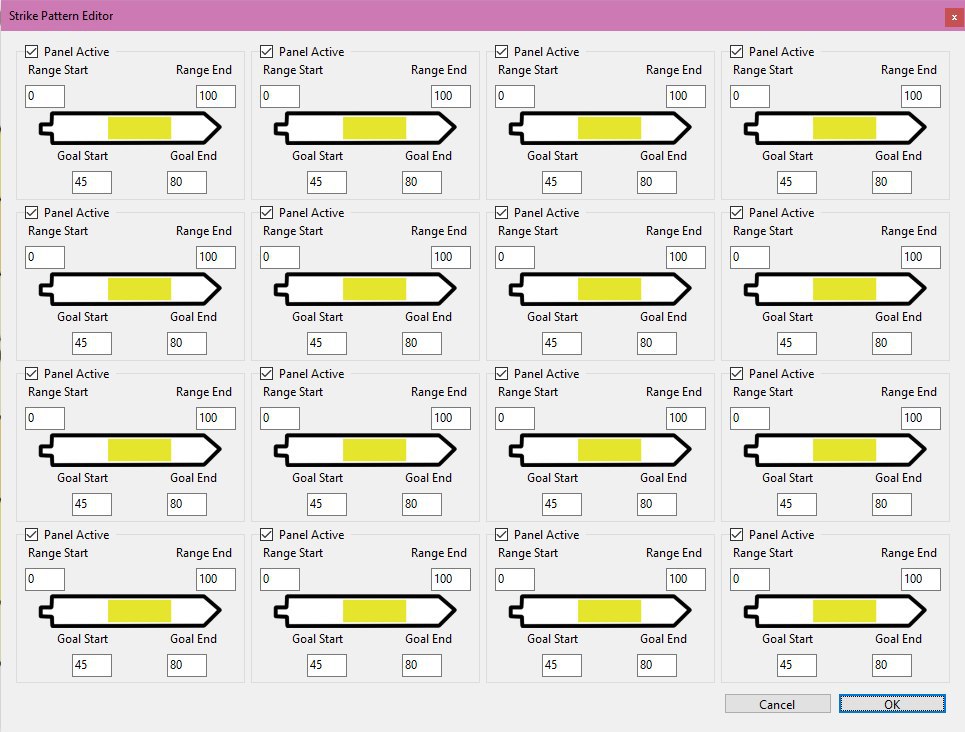 Strike Pattern Editor x
Panel Active Panel Active Panel Active Panel Active
Range Start Range End Range Start Range End Range Start Range End Range Start Range End
0 100 0 100 0 100 0 100
Goal Start Goal End Goal Start Goal End Goal Start Goal End Goal Start Goal End
45 80 45 80 45 80 45 80
Panel Active Panel Active Panel Active Panel Active
Range Start Range End Range Start Range End Range Start Range End Range Start Range End
0 100 0 100 0 100 0 100
Goal Start Goal End Goal Start Goal End Goal Start Goal End Goal Start Goal End
45 80 45 80 45 80 45 80
Panel Active Panel Active Panel Active Panel Active
Range Start Range End Range Start Range End Range Start Range End Range Start Range End
0 100 0 100 0 100 0 100
Goal Start Goal End Goal Start Goal End Goal Start Goal End Goal Start Goal End
45 80 45 80 45 80 45 80
Panel Active Panel Active Panel Active Panel Active
Range Start Range End Range Start Range End Range Start Range End Range Start Range End
0 100 0 100 0 100 0 100
Goal Start Goal End Goal Start Goal End Goal Start Goal End Goal Start Goal End
45 80 45 80 45 80 45 80
Cancel OK